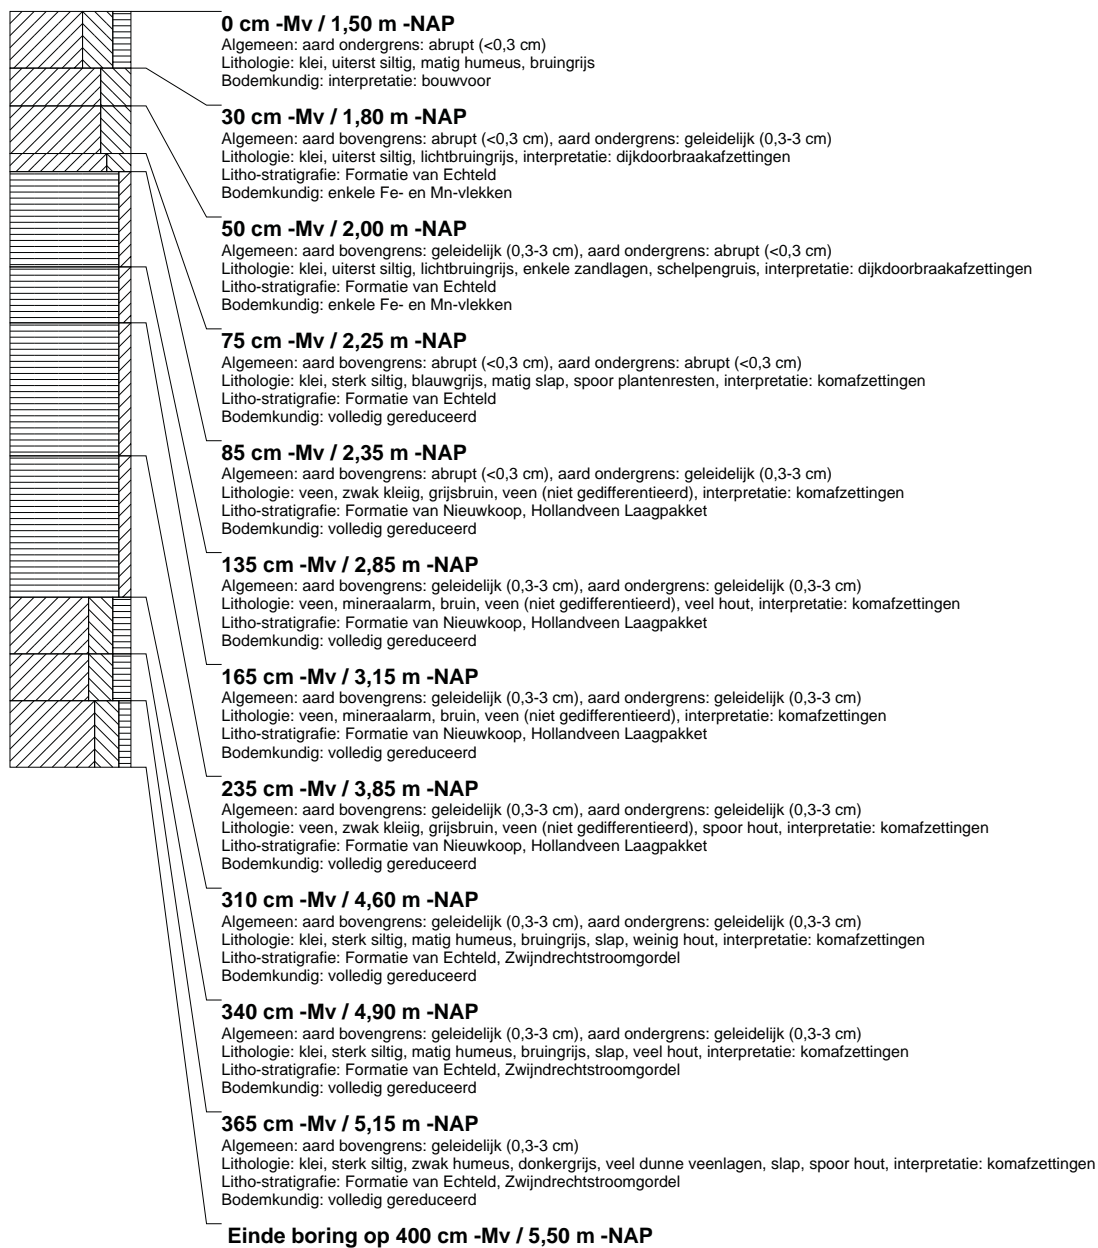 0 cm -Mv / 1,50 m -NAP
Algemeen: aard ondergrens: abrupt (<0,3 cm)
Lithologie: klei, uiterst siltig, matig humeus, bruingrijs
Bodemkundig: interpretatie: bouwvoor
30 cm -Mv / 1,80 m -NAP
Algemeen: aard bovengrens: abrupt (<0,3 cm), aard ondergrens: geleidelijk (0,3-3 cm)
Lithologie: klei, uiterst siltig, lichtbruingrijs, interpretatie: dijkdoorbraakafzettingen
Litho-stratigrafie: Formatie van Echteld
Bodemkundig: enkele Fe- en Mn-vlekken
50 cm -Mv / 2,00 m -NAP
Algemeen: aard bovengrens: geleidelijk (0,3-3 cm), aard ondergrens: abrupt (<0,3 cm)
Lithologie: klei, uiterst siltig, lichtbruingrijs, enkele zandlagen, schelpengruis, interpretatie: dijkdoorbraakafzettingen
Litho-stratigrafie: Formatie van Echteld
Bodemkundig: enkele Fe- en Mn-vlekken
75 cm -Mv / 2,25 m -NAP
Algemeen: aard bovengrens: abrupt (<0,3 cm), aard ondergrens: abrupt (<0,3 cm)
Lithologie: klei, sterk siltig, blauwgrijs, matig slap, spoor plantenresten, interpretatie: komafzettingen
Litho-stratigrafie: Formatie van Echteld
Bodemkundig: volledig gereduceerd
85 cm -Mv / 2,35 m -NAP
Algemeen: aard bovengrens: abrupt (<0,3 cm), aard ondergrens: geleidelijk (0,3-3 cm)
Lithologie: veen, zwak kleiig, grijsbruin, veen (niet gedifferentieerd), interpretatie: komafzettingen
Litho-stratigrafie: Formatie van Nieuwkoop, Hollandveen Laagpakket
Bodemkundig: volledig gereduceerd
135 cm -Mv / 2,85 m -NAP
Algemeen: aard bovengrens: geleidelijk (0,3-3 cm), aard ondergrens: geleidelijk (0,3-3 cm)
Lithologie: veen, mineraalarm, bruin, veen (niet gedifferentieerd), veel hout, interpretatie: komafzettingen
Litho-stratigrafie: Formatie van Nieuwkoop, Hollandveen Laagpakket
Bodemkundig: volledig gereduceerd
165 cm -Mv / 3,15 m -NAP
Algemeen: aard bovengrens: geleidelijk (0,3-3 cm), aard ondergrens: geleidelijk (0,3-3 cm)
Lithologie: veen, mineraalarm, bruin, veen (niet gedifferentieerd), interpretatie: komafzettingen
Litho-stratigrafie: Formatie van Nieuwkoop, Hollandveen Laagpakket
Bodemkundig: volledig gereduceerd
235 cm -Mv / 3,85 m -NAP
Algemeen: aard bovengrens: geleidelijk (0,3-3 cm), aard ondergrens: geleidelijk (0,3-3 cm)
Lithologie: veen, zwak kleiig, grijsbruin, veen (niet gedifferentieerd), spoor hout, interpretatie: komafzettingen
Litho-stratigrafie: Formatie van Nieuwkoop, Hollandveen Laagpakket
Bodemkundig: volledig gereduceerd
310 cm -Mv / 4,60 m -NAP
Algemeen: aard bovengrens: geleidelijk (0,3-3 cm), aard ondergrens: geleidelijk (0,3-3 cm)
Lithologie: klei, sterk siltig, matig humeus, bruingrijs, slap, weinig hout, interpretatie: komafzettingen
Litho-stratigrafie: Formatie van Echteld, Zwijndrechtstroomgordel
Bodemkundig: volledig gereduceerd
340 cm -Mv / 4,90 m -NAP
Algemeen: aard bovengrens: geleidelijk (0,3-3 cm), aard ondergrens: geleidelijk (0,3-3 cm)
Lithologie: klei, sterk siltig, matig humeus, bruingrijs, slap, veel hout, interpretatie: komafzettingen
Litho-stratigrafie: Formatie van Echteld, Zwijndrechtstroomgordel
Bodemkundig: volledig gereduceerd
365 cm -Mv / 5,15 m -NAP
Algemeen: aard bovengrens: geleidelijk (0,3-3 cm)
Lithologie: klei, sterk siltig, zwak humeus, donkergrijs, veel dunne veenlagen, slap, spoor hout, interpretatie: komafzettingen
Litho-stratigrafie: Formatie van Echteld, Zwijndrechtstroomgordel
Bodemkundig: volledig gereduceerd
Einde boring op 400 cm -Mv / 5,50 m -NAP